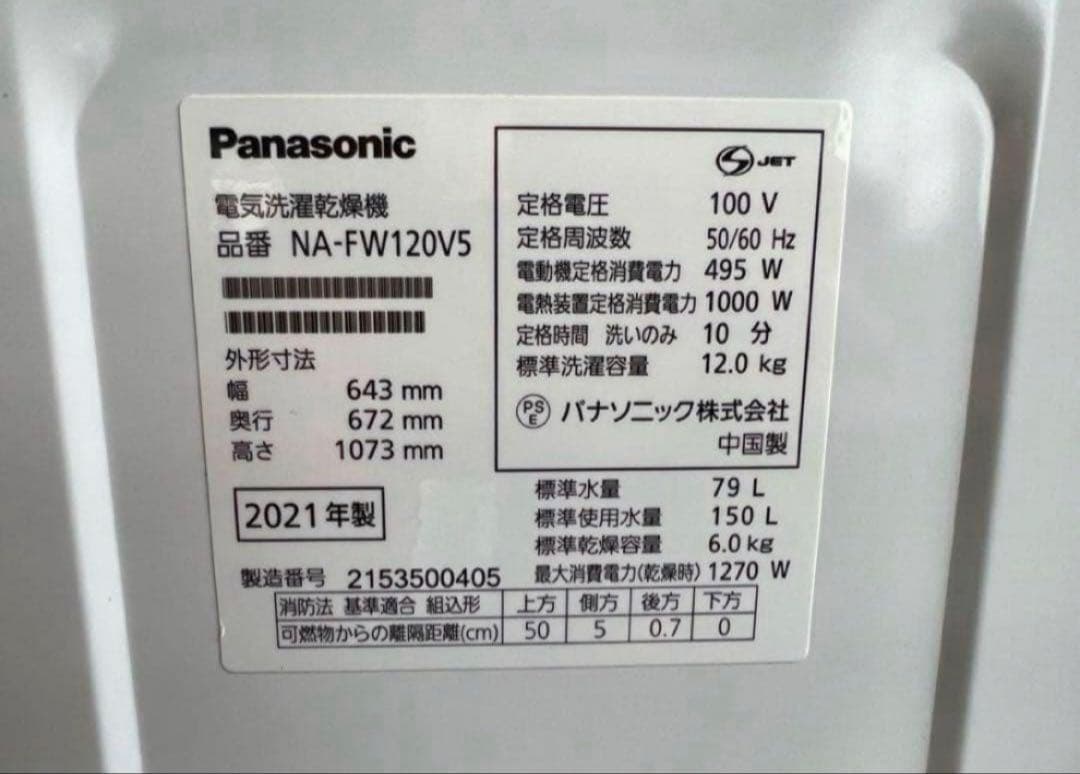 Panasonic
電気洗濯乾燥機
品番 NA-FW120V5
外形寸法
幅 643 mm
奥行 672 mm
高さ 1073 mm
2021年製
製造番号 2153500405
JET
定格電圧 100 V
定格周波数 50/60 Hz
電動機定格消費電力 495 W
電熱装置定格消費電力 1000 W
定格時間 洗いのみ 10 分
標準洗濯容量 12.0 kg
PS
E
パナソニック株式会社
中国製
標準水量 79 L
標準使用水量 150 L
標準乾燥容量 6.0 kg
最大消費電力(乾燥時) 1270 W
消防法 基準適合 組込形 上方 側方 後方 下方
可燃物からの離隔距離(cm) 50 5 0.7 0